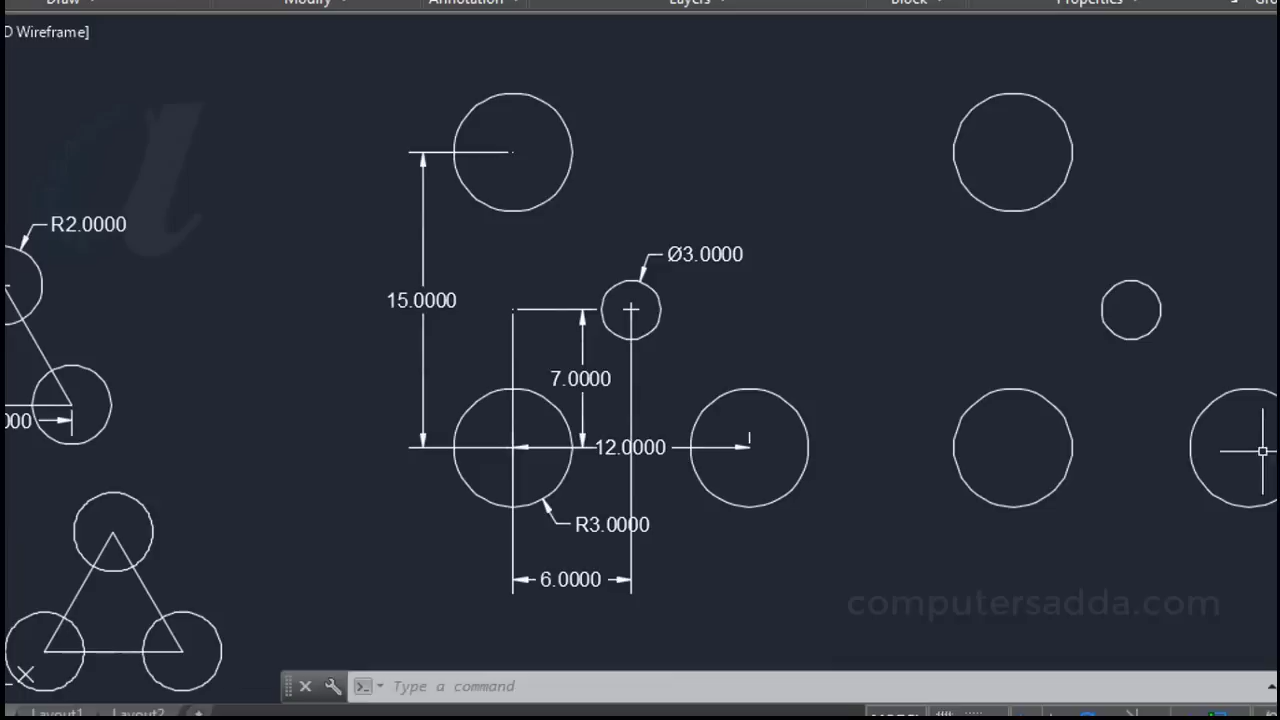 Draw
Modify
Annotation
Layers
Block
Properties
D Wireframe]
R2.0000
Ø3.0000
15.0000
7.0000
000
12.0000
R3.0000
6.0000
computersadda.com
Type a command
Layout1
Layout2
MODEL